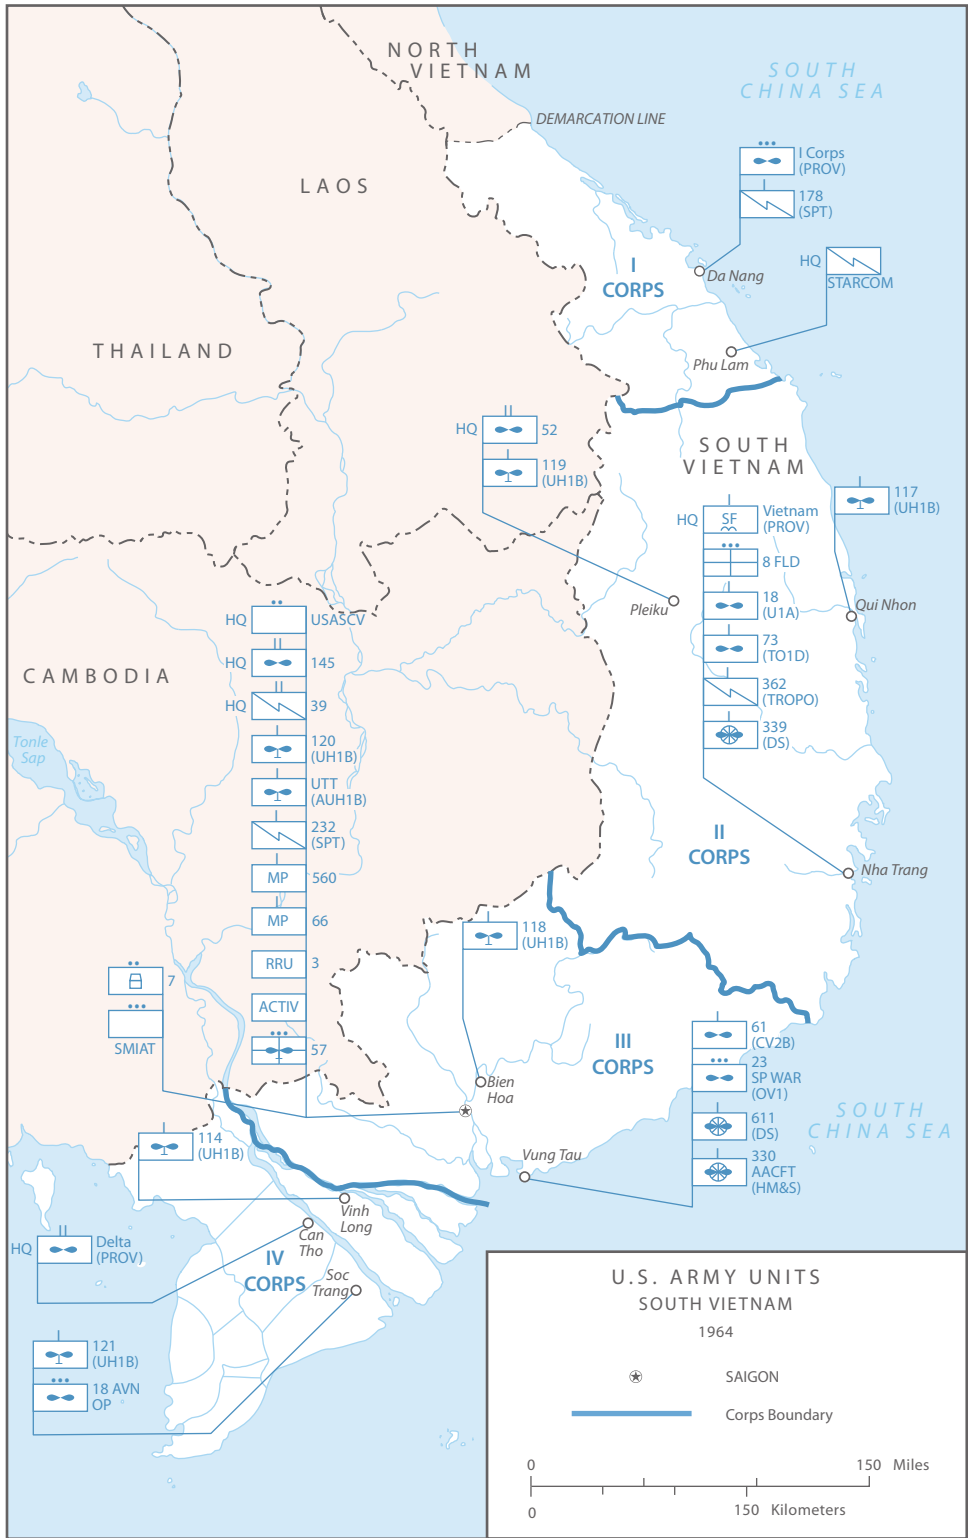 NORTH
VIETNAM
SOUTH
CHINA SEA
DEMARCATION LINE
I Corps
(PROV)
LAOS
178
(SPT)
HQ
STARCOM
I
CORPS
Da Nang
THAILAND
Phu Lam
HQ
52
119
(UH1B)
SOUTH
VIETNAM
117
(UH1B)
HQ
SF
Vietnam
(PROV)
8 FLD
18
(U1A)
73
(TO1D)
362
(TROPO)
339
(DS)
Pleiku
Qui Nhon
HQ
USASCV
HQ
145
HQ
39
120
(UH1B)
UTT
(AUH1B)
232
(SPT)
MP
560
MP
66
RRU
3
ACTIV
57
CAMBODIA
Tonle
Sap
II
CORPS
Nha Trang
118
(UH1B)
7
SMIAT
III
CORPS
61
(CV2B)
23
SP WAR
(OV1)
611
(DS)
330
AACFT
(HM&S)
Bien
Hoa
SOUTH
CHINA SEA
114
(UH1B)
Vung Tau
Vinh
Long
Can
Tho
HQ
Delta
(PROV)
IV
CORPS
Soc
Trang
121
(UH1B)
18 AVN
OP
U.S. ARMY UNITS
SOUTH VIETNAM
1964
SAIGON
Corps Boundary
0
150 Miles
0
150 Kilometers